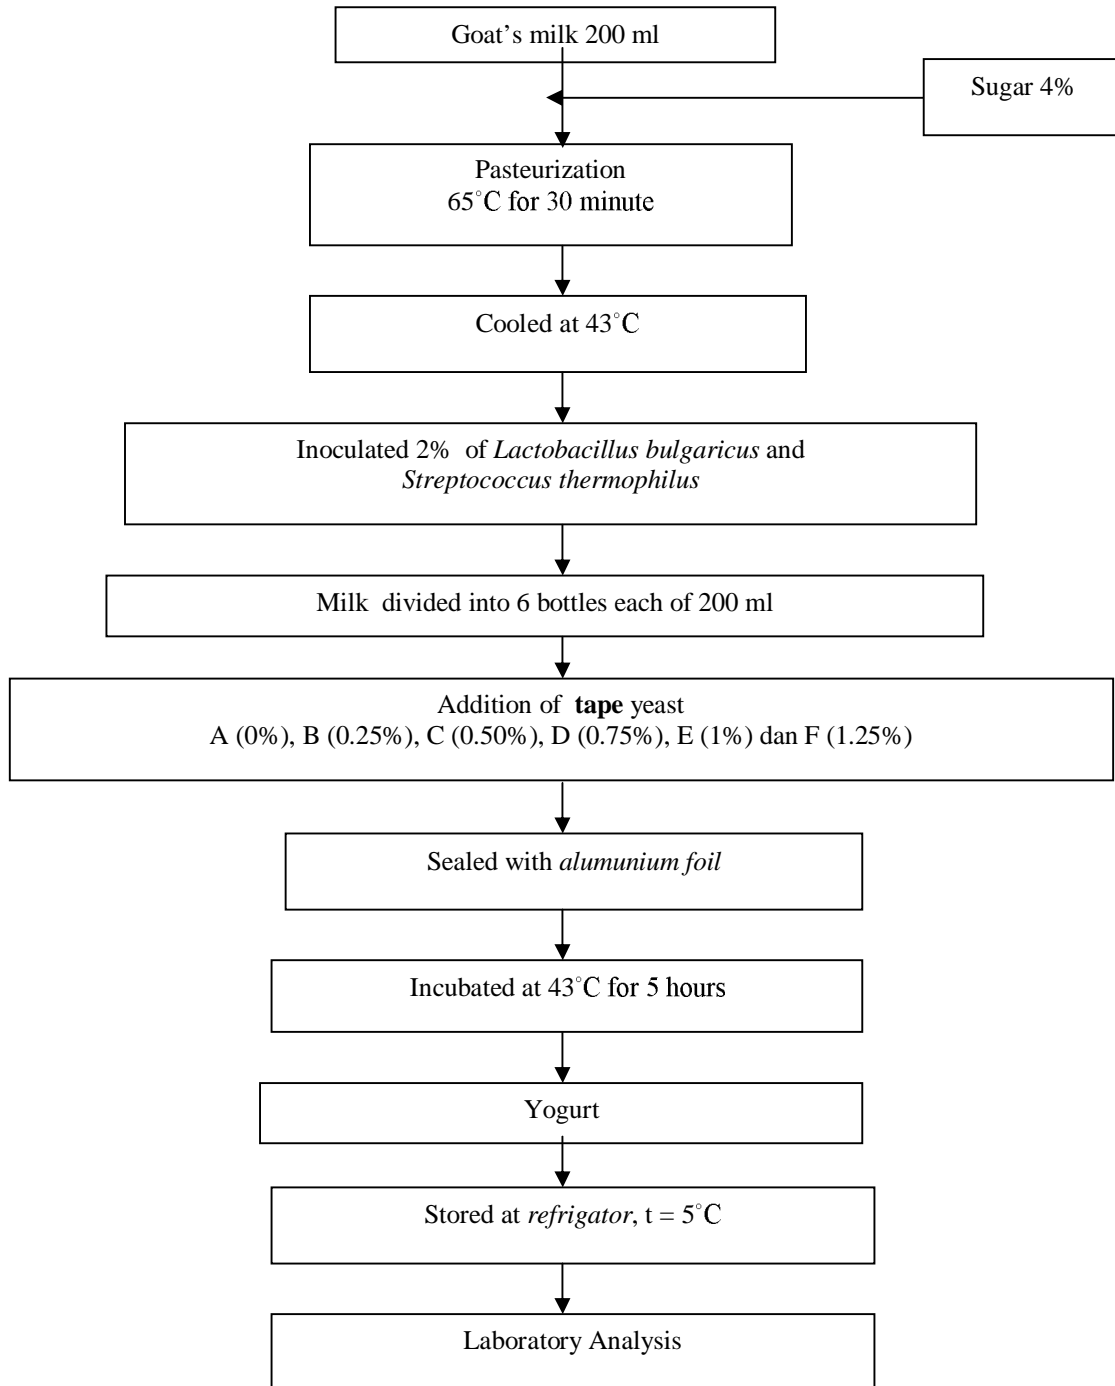 Goat's milk 200 ml
Sugar 4%
Pasteurization
65°C for 30 minute
Cooled at 43°C
Inoculated 2% of Lactobacillus bulgaricus and
Streptococcus thermophilus
Milk divided into 6 bottles each of 200 ml
Addition of tape yeast
A (0%), B (0.25%), C (0.50%), D (0.75%), E (1%) dan F (1.25%)
Sealed with alumunium foil
Incubated at 43°C for 5 hours
Yogurt
Stored at refrigator, t = 5°C
Laboratory Analysis